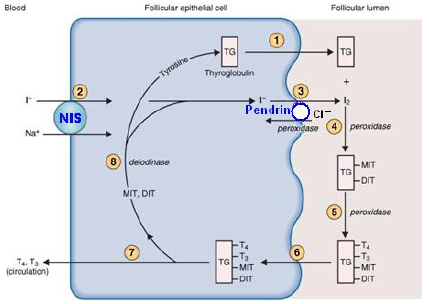 Blood
Follicular epithelial cell
Follicular lumen
1
TG
TG
Tyrosine
Thyroglobulin
+
2
3
I⁻
I⁻
I₂
Pendrin
Cl⁻
NIS
peroxidase
4
peroxidase
Na⁺
8
deiodinase
TG
MIT
DIT
MIT, DIT
5
peroxidase
7
6
T₄, T₃
(circulation)
TG
T₄
T₃
MIT
DIT
TG
T₄
T₃
MIT
DIT